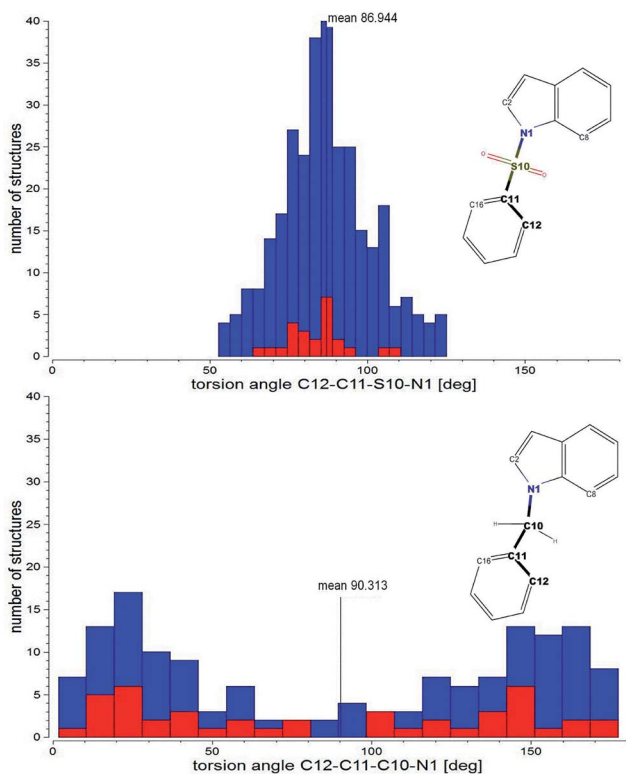 mean 86.944
number of structures
40
35
30
25
20
15
10
5
0
0 50 100 150
torsion angle C12-C11-S10-N1 [deg]
C2
N1
C8
O
S10
O
C11
C16
C12
mean 90.313
number of structures
40
35
30
25
20
15
10
5
0
0 50 100 150
torsion angle C12-C11-C10-N1 [deg]
C2
N1
C8
H
C10
H
C11
C16
C12